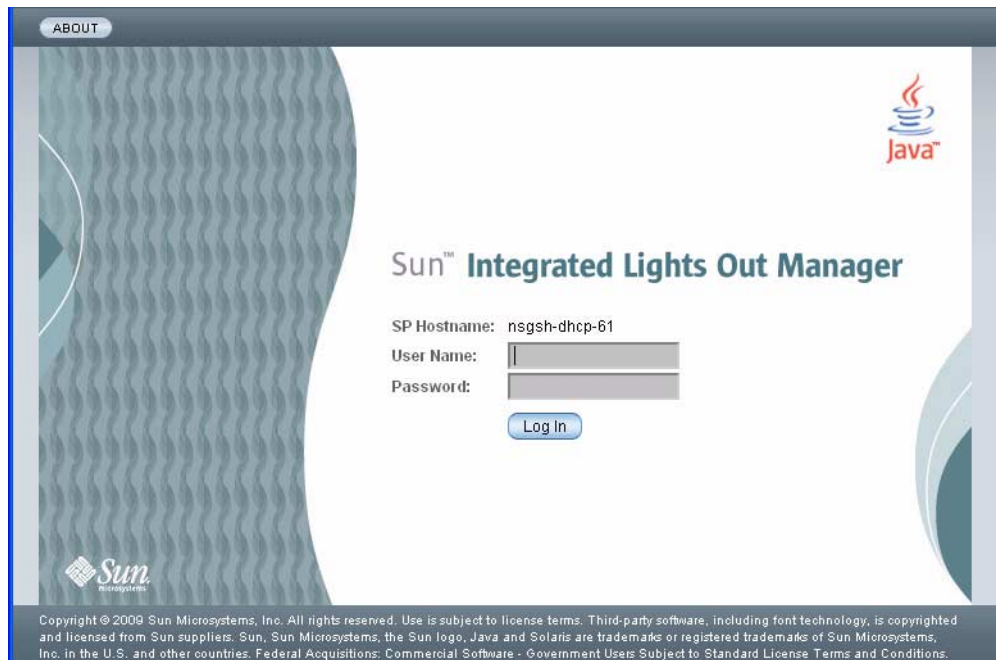 ABOUT
Java™
Sun™ Integrated Lights Out Manager
SP Hostname: nsgsh-dhcp-61
User Name:
Password:
Log In
Sun
microsystems
Copyright © 2009 Sun Microsystems, Inc. All rights reserved. Use is subject to license terms. Third-party software, including font technology, is copyrighted
and licensed from Sun suppliers. Sun, Sun Microsystems, the Sun logo, Java and Solaris are trademarks or registered trademarks of Sun Microsystems,
Inc. in the U.S. and other countries. Federal Acquisitions: Commercial Software - Government Users Subject to Standard License Terms and Conditions.